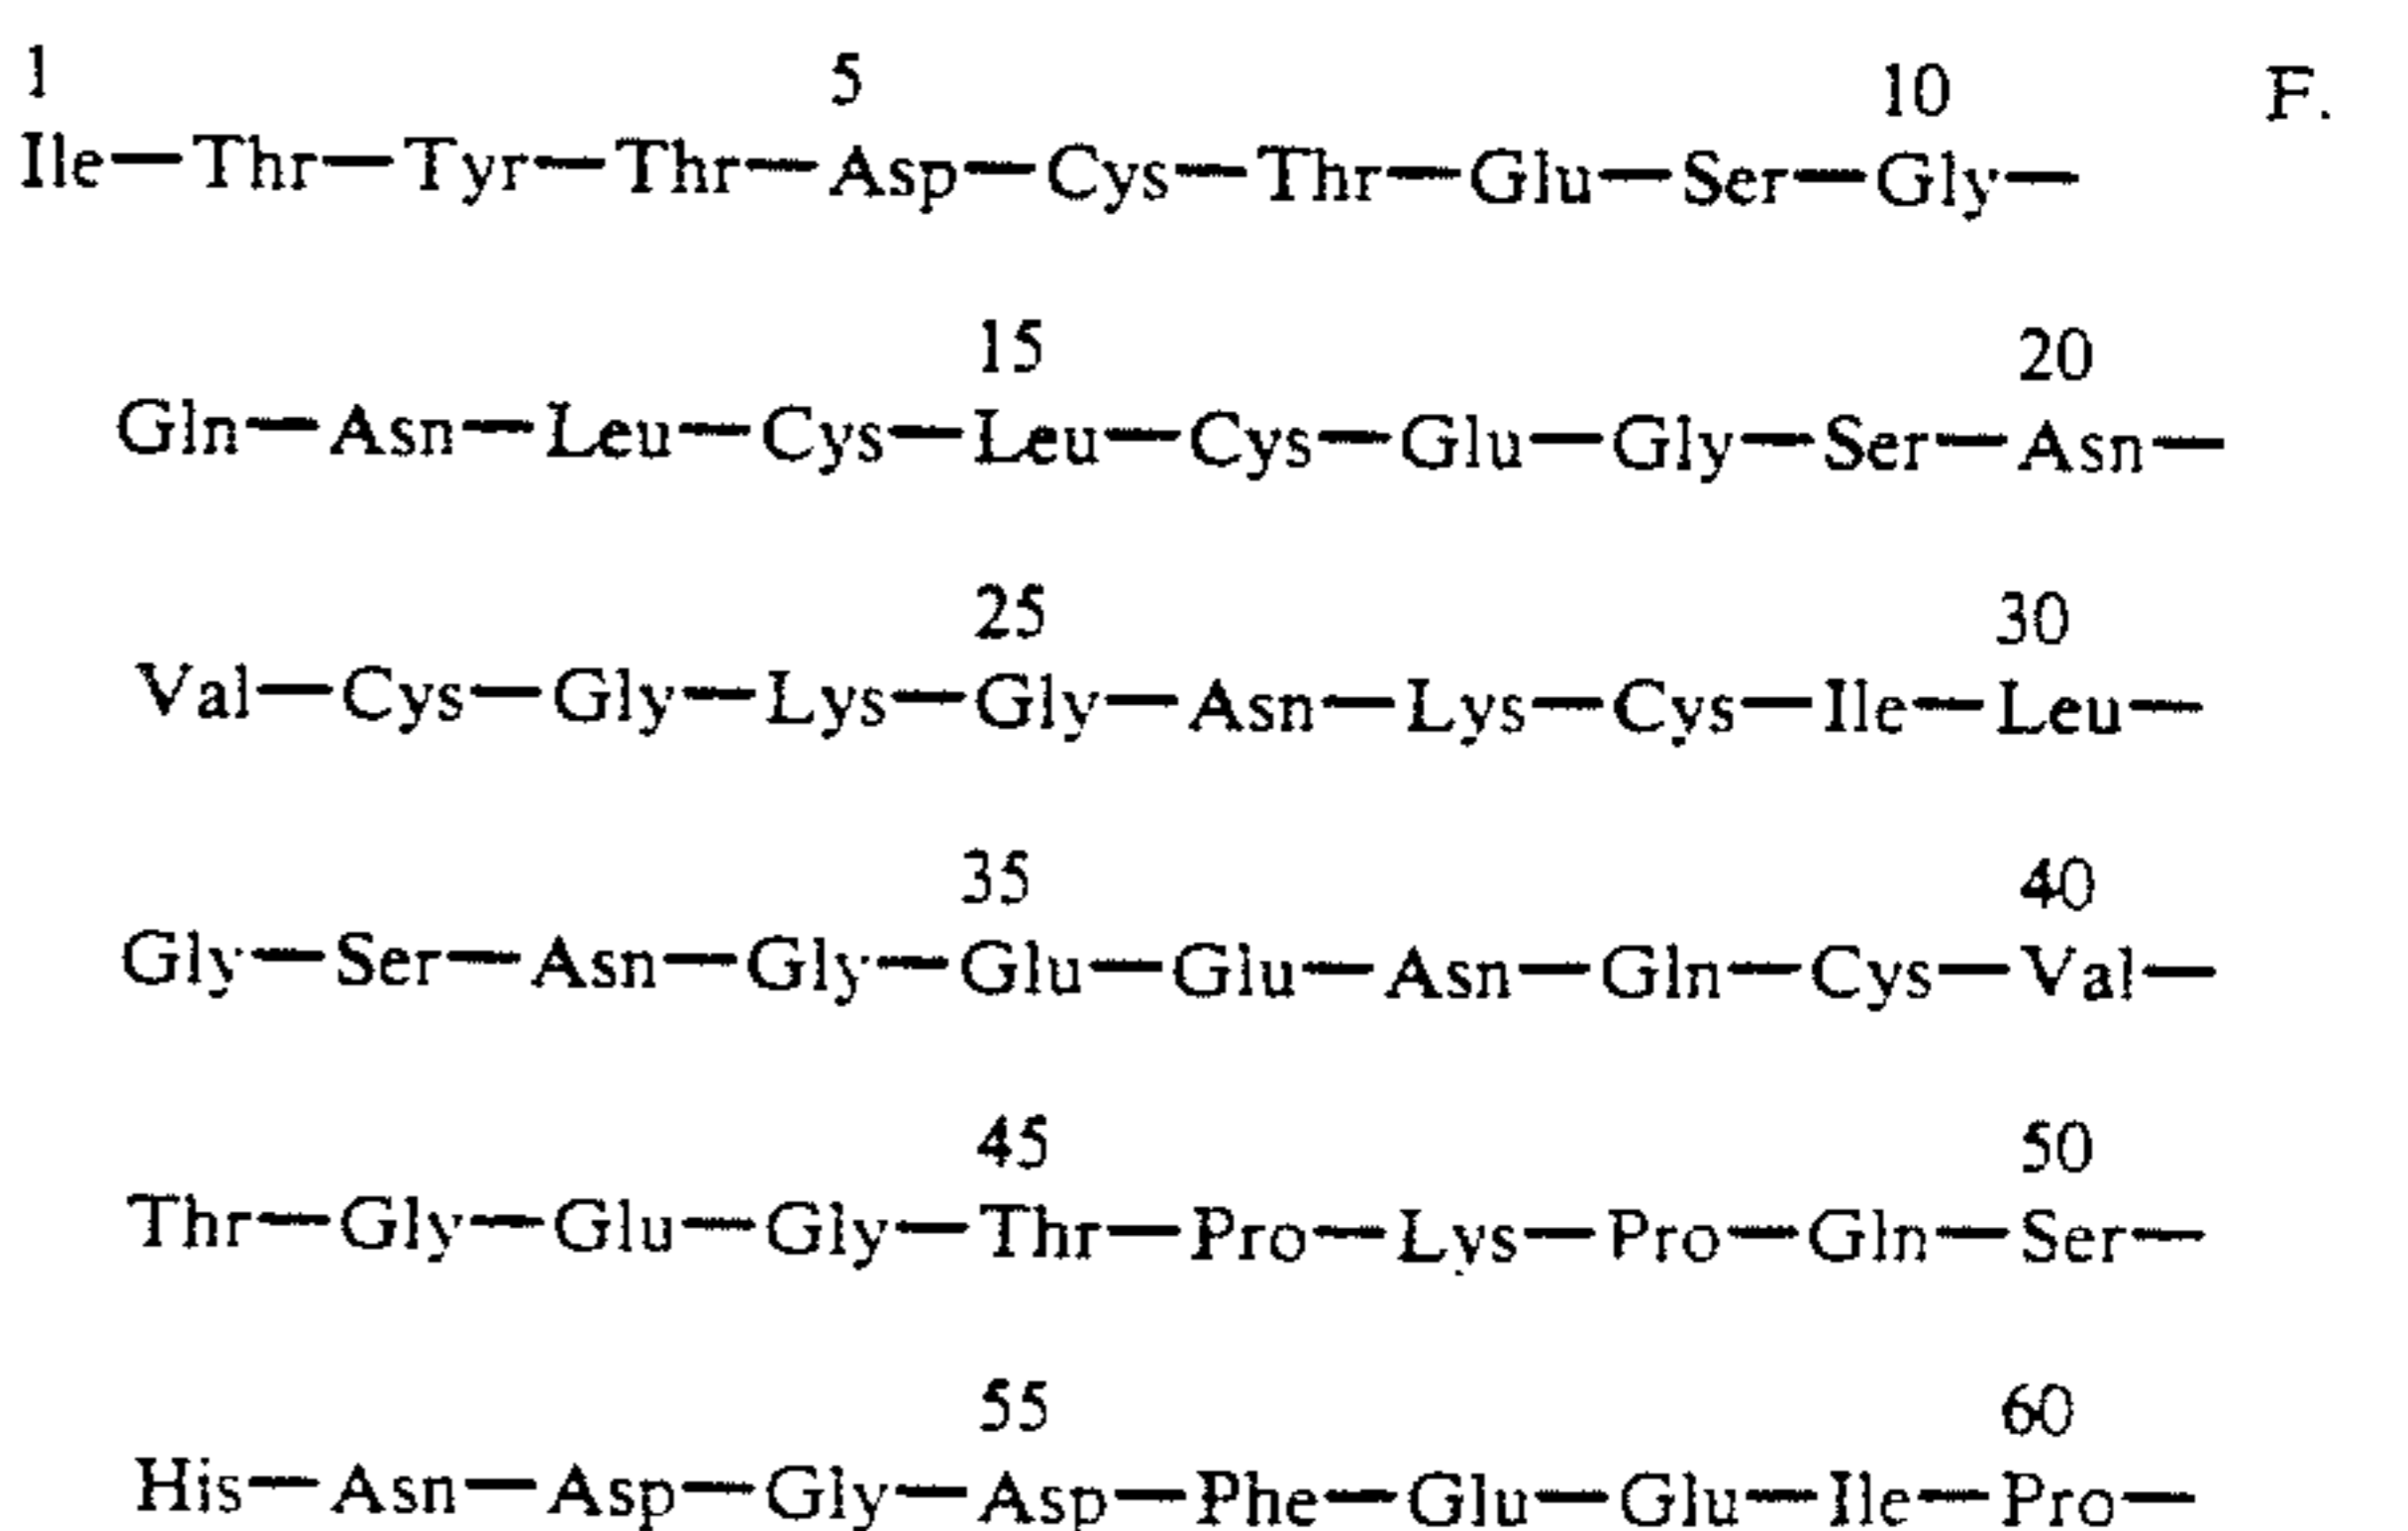 1 5 10 F.
Ile—Thr—Tyr—Thr—Asp—Cys—Thr—Glu—Ser—Gly—
15 20
Gln—Asn—Leu—Cys—Leu—Cys—Glu—Gly—Ser—Asn—
25 30
Val—Cys—Gly—Lys—Gly—Asn—Lys—Cys—Ile—Leu—
35 40
Gly—Ser—Asn—Gly—Glu—Glu—Asn—Gln—Cys—Val—
45 50
Thr—Gly—Glu—Gly—Thr—Pro—Lys—Pro—Gln—Ser—
55 60
His—Asn—Asp—Gly—Asp—Phe—Glu—Glu—Ile—Pro—